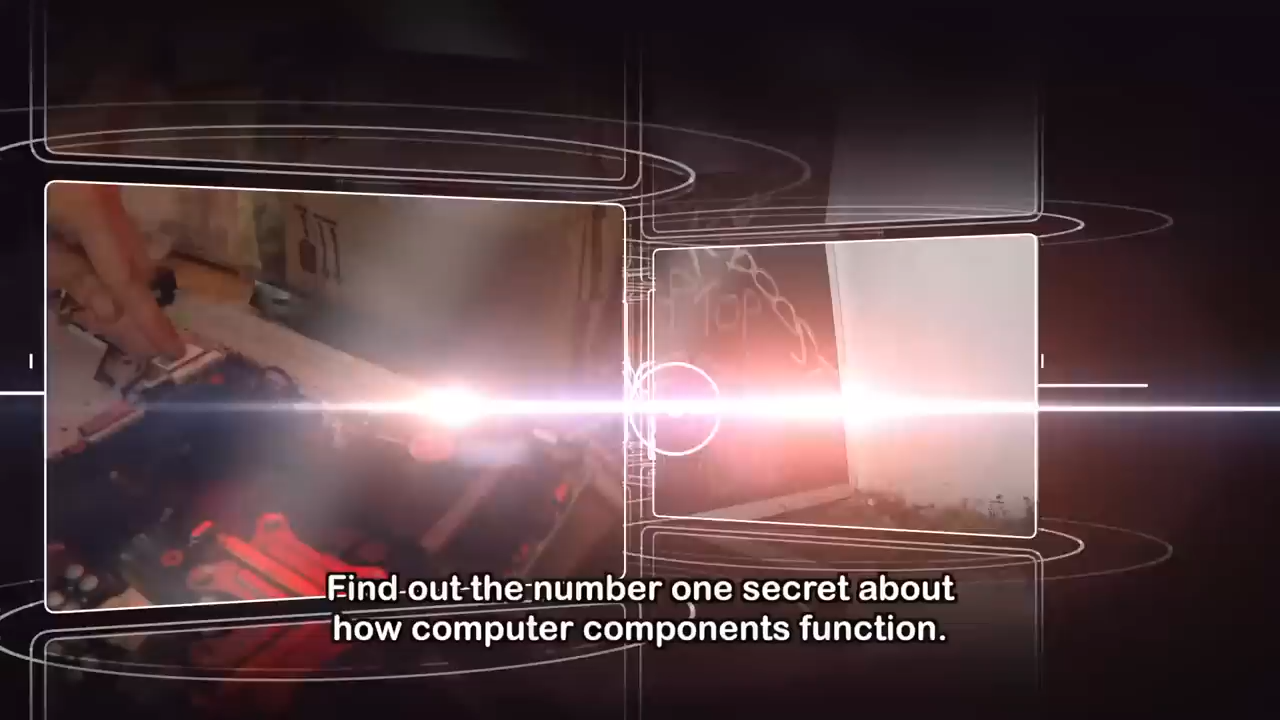 Find out the number one secret about
how computer components function.